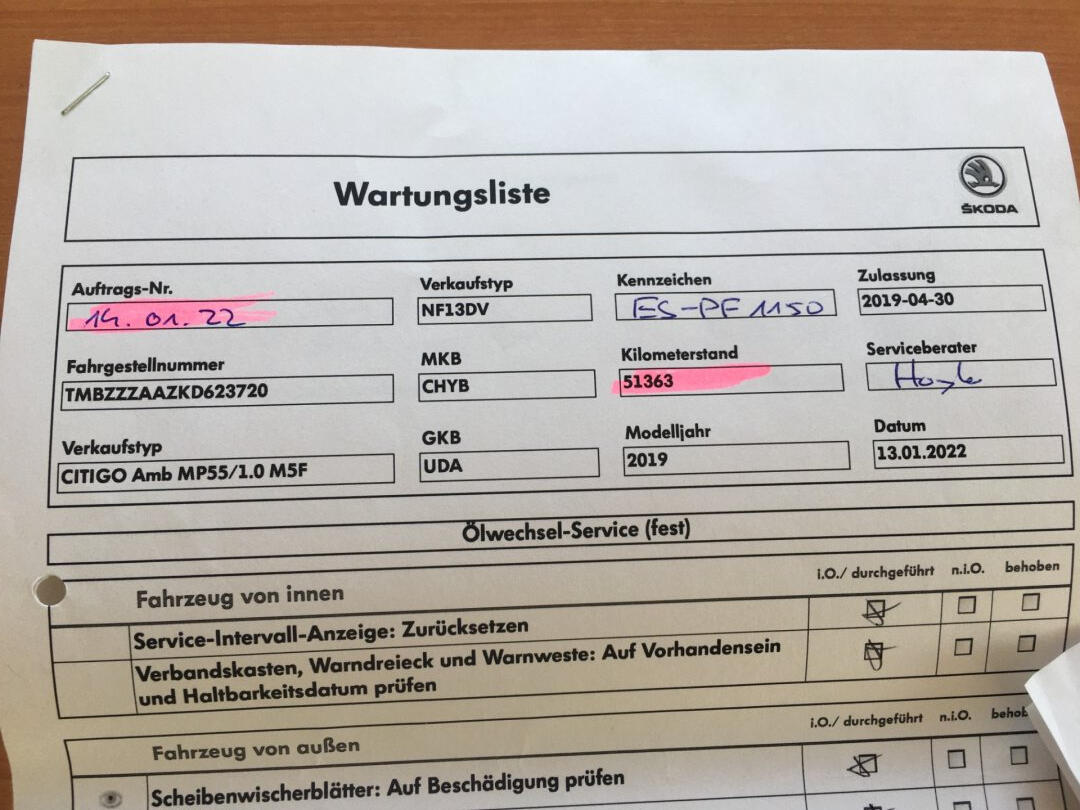 Wartungsliste
ŠKODA
Auftrags-Nr. Verkaufstyp Kennzeichen Zulassung
14.01.22 NF13DV ES-PF 1150 2019-04-30
Fahrgestellnummer MKB Kilometerstand Serviceberater
TMBZZZAAZKD623720 CHYB 51363
Verkaufstyp GKB Modelljahr Datum
CITIGO Amb MP55/1.0 M5F UDA 2019 13.01.2022
Ölwechsel-Service (fest)
Fahrzeug von innen i.O./ durchgeführt n.i.O. behoben
Service-Intervall-Anzeige: Zurücksetzen
Verbandskasten, Warndreieck und Warnweste: Auf Vorhandensein
und Haltbarkeitsdatum prüfen
Fahrzeug von außen i.O./ durchgeführt n.i.O.
Scheibenwischerblätter: Auf Beschädigung prüfen